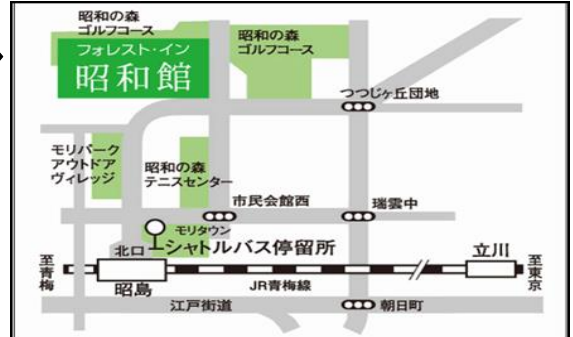 昭和の森
ゴルフコース
昭和の森
ゴルフコース
フォレスト・イン
昭和館
つつじヶ丘団地
モリパーク
アウトドア
ヴィレッジ
昭和の森
テニスセンター
市民会館西
瑞雲中
モリタウン
シャトルバス停留所
北口
至青梅
昭島
JR青梅線
立川
至東京
江戸街道
朝日町